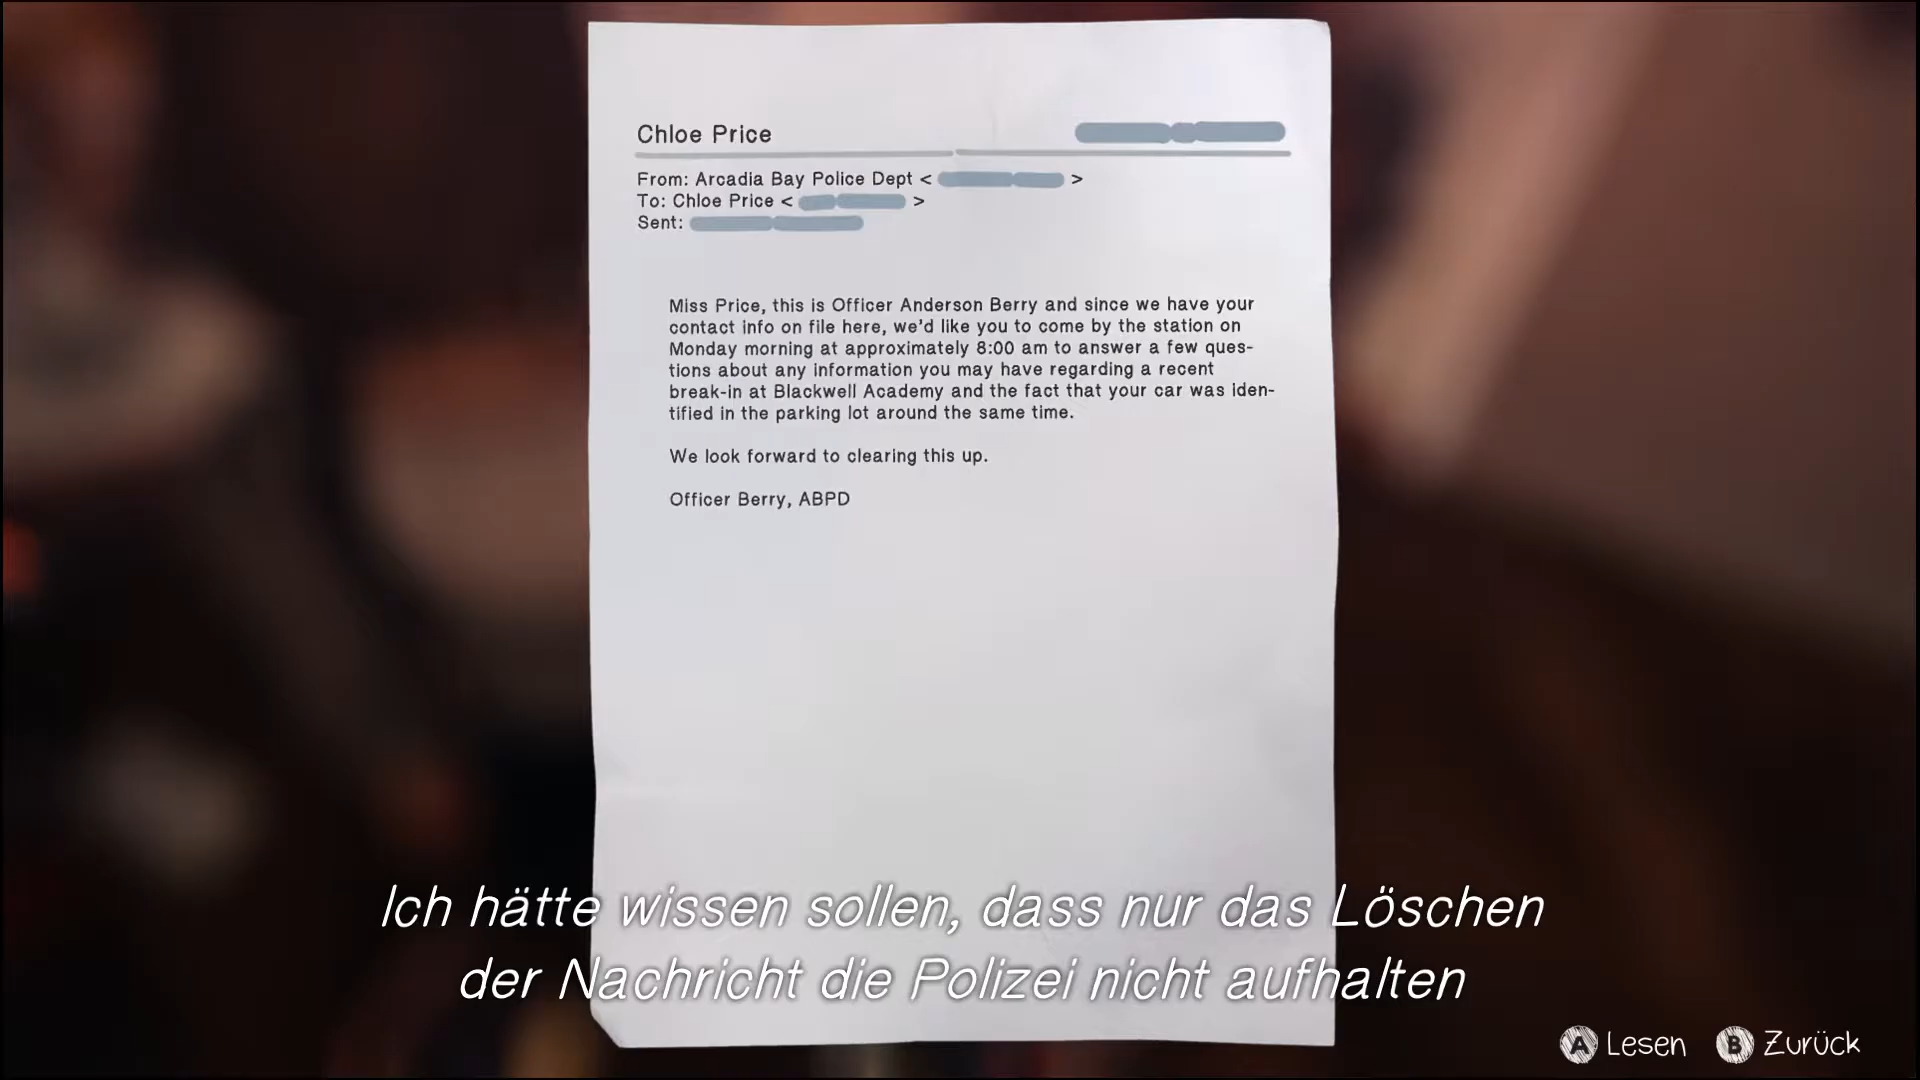 Chloe Price
From: Arcadia Bay Police Dept < >
To: Chloe Price < >
Sent:
Miss Price, this is Officer Anderson Berry and since we have your
contact info on file here, we'd like you to come by the station on
Monday morning at approximately 8:00 am to answer a few ques-
tions about any information you may have regarding a recent
break-in at Blackwell Academy and the fact that your car was iden-
tified in the parking lot around the same time.
We look forward to clearing this up.
Officer Berry, ABPD
Ich hätte wissen sollen, dass nur das Löschen
der Nachricht die Polizei nicht aufhalten
A Lesen B Zurück